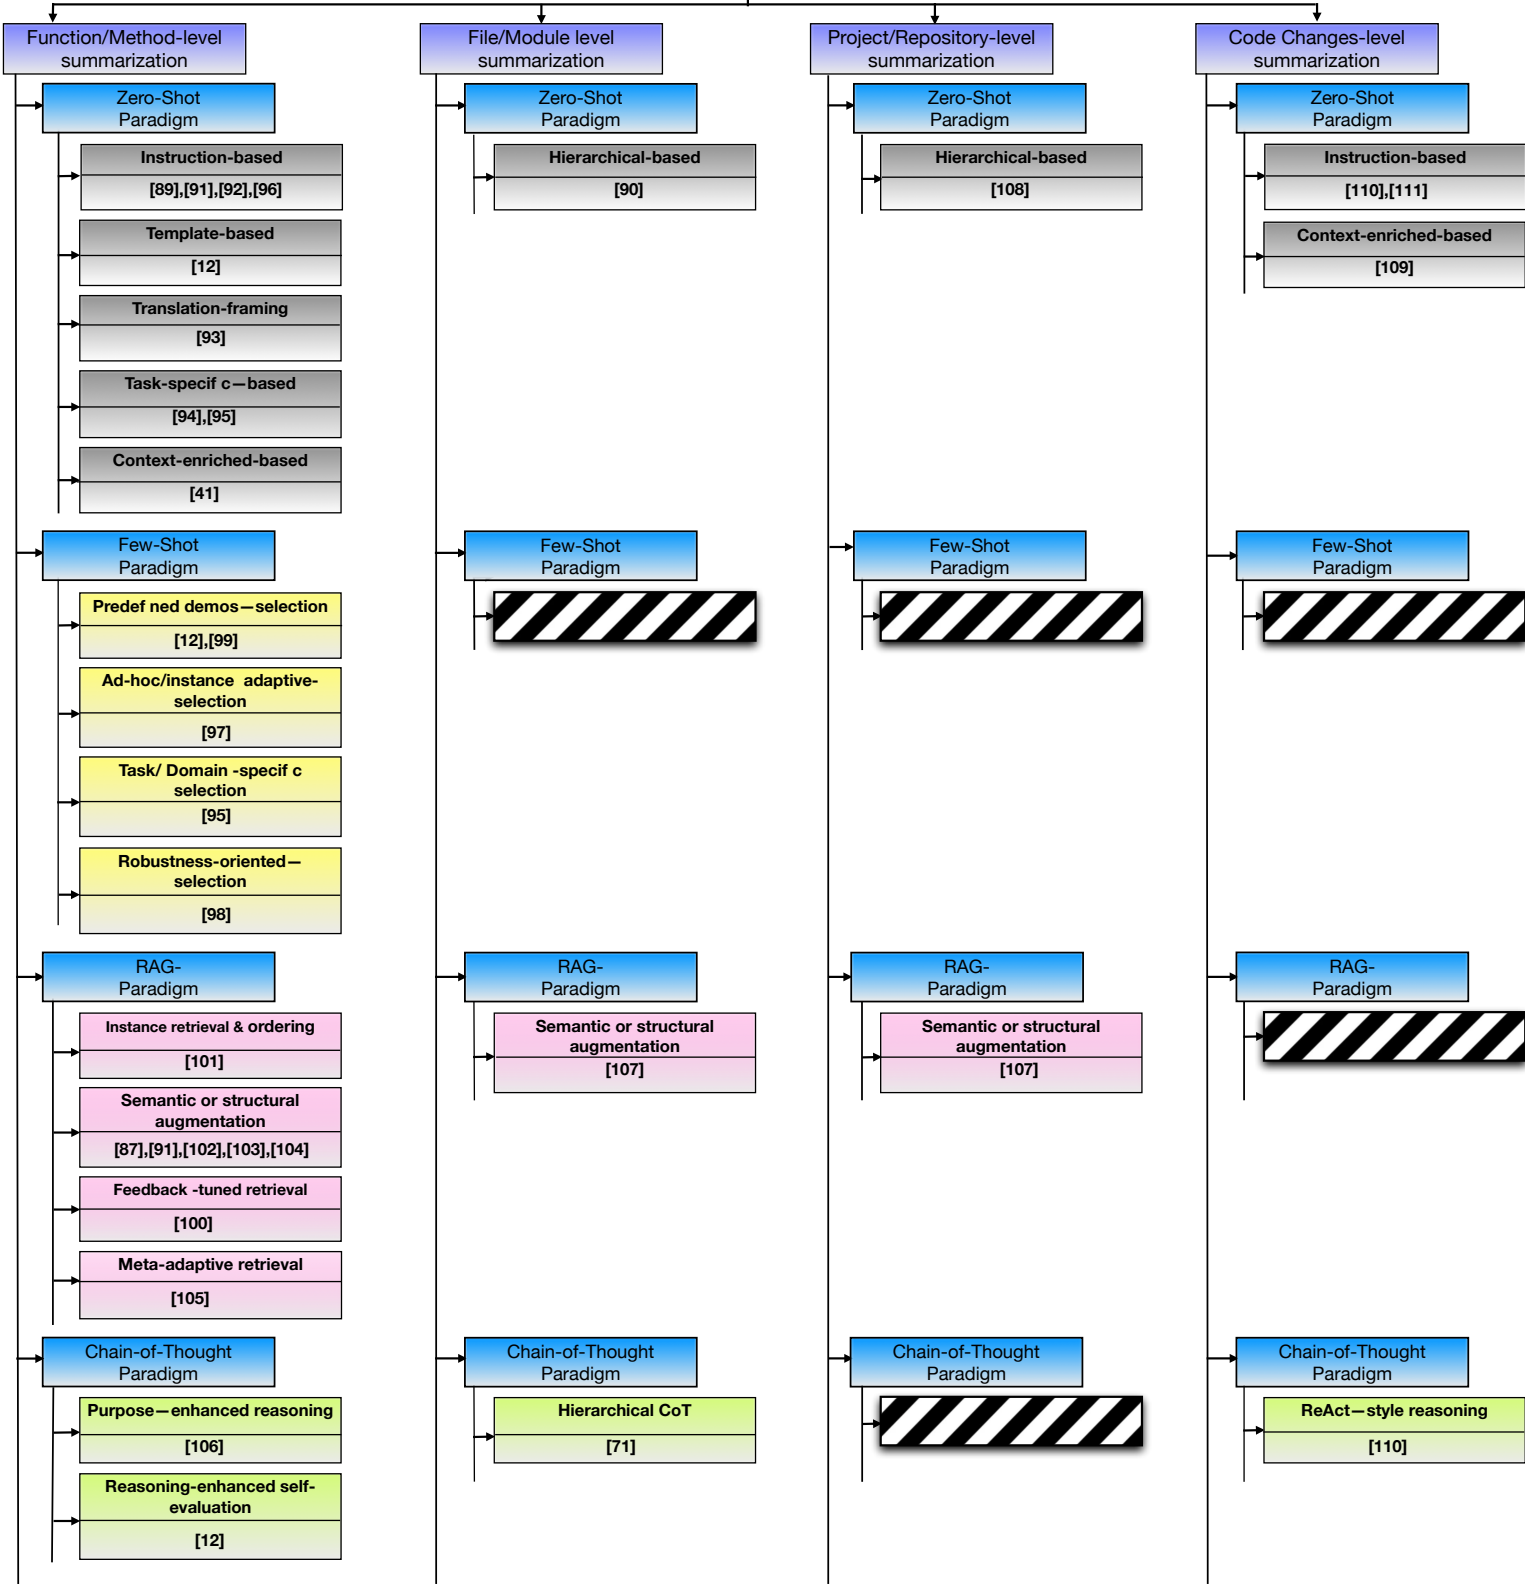 Function/Method-level
summarization
File/Module level
summarization
Project/Repository-level
summarization
Code Changes-level
summarization
Zero-Shot
Paradigm
Instruction-based
[89],[91],[92],[96]
Template-based
[12]
Translation-framing
[93]
Task-specif c—based
[94],[95]
Context-enriched-based
[41]
Zero-Shot
Paradigm
Hierarchical-based
[90]
Zero-Shot
Paradigm
Hierarchical-based
[108]
Zero-Shot
Paradigm
Instruction-based
[110],[111]
Context-enriched-based
[109]
Few-Shot
Paradigm
Predef ned demos—selection
[12],[99]
Ad-hoc/instance adaptive-
selection
[97]
Task/ Domain -specif c
selection
[95]
Robustness-oriented—
selection
[98]
Few-Shot
Paradigm
Few-Shot
Paradigm
Few-Shot
Paradigm
RAG-
Paradigm
Instance retrieval & ordering
[101]
Semantic or structural
augmentation
[87],[91],[102],[103],[104]
Feedback -tuned retrieval
[100]
Meta-adaptive retrieval
[105]
RAG-
Paradigm
Semantic or structural
augmentation
[107]
RAG-
Paradigm
Semantic or structural
augmentation
[107]
RAG-
Paradigm
Chain-of-Thought
Paradigm
Purpose—enhanced reasoning
[106]
Reasoning-enhanced self-
evaluation
[12]
Chain-of-Thought
Paradigm
Hierarchical CoT
[71]
Chain-of-Thought
Paradigm
Chain-of-Thought
Paradigm
ReAct—style reasoning
[110]